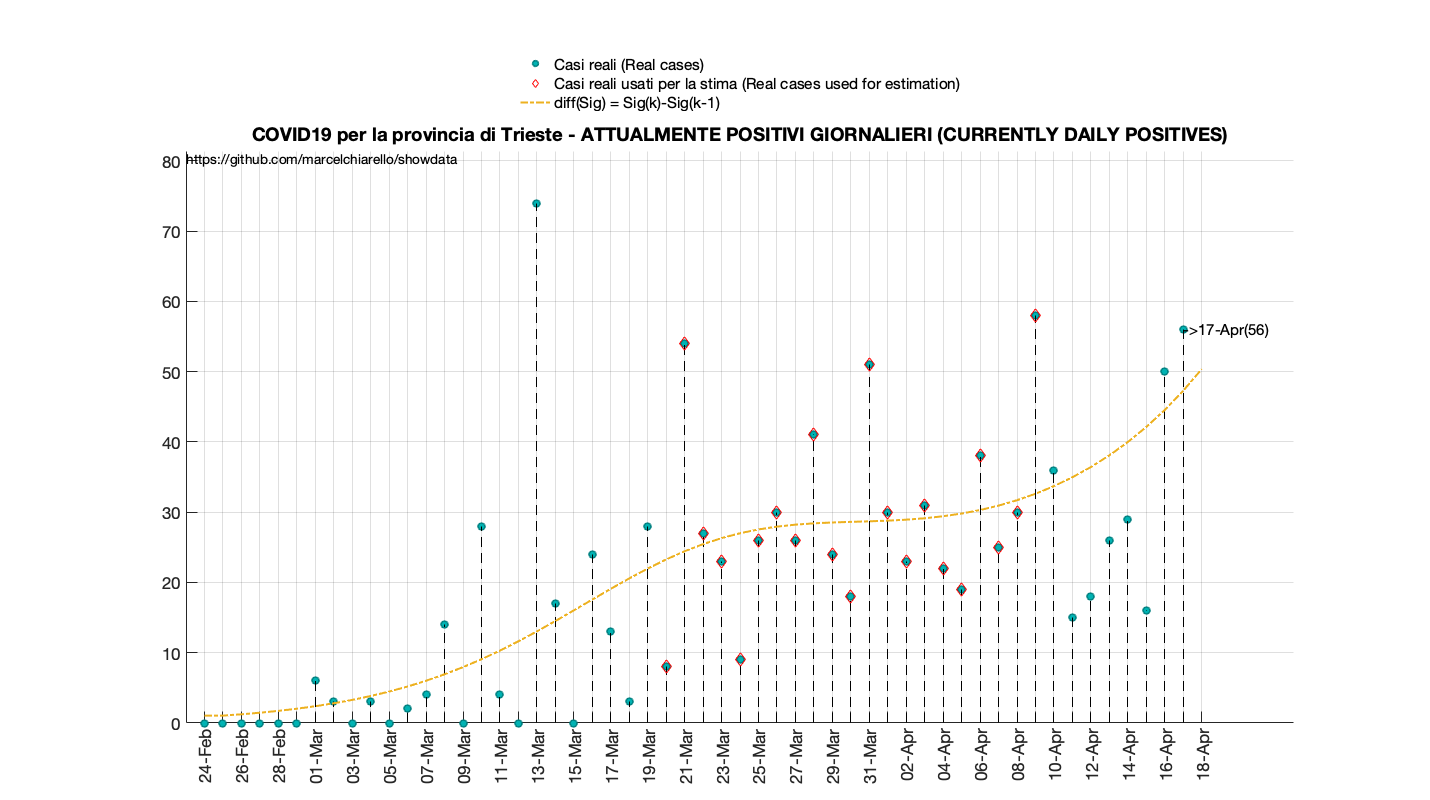 Casi reali (Real cases)
Casi reali usati per la stima (Real cases used for estimation)
diff(Sig) = Sig(k)-Sig(k-1)
COVID19 per la provincia di Trieste - ATTUALMENTE POSITIVI GIORNALIERI (CURRENTLY DAILY POSITIVES)
https://github.com/marcelchiarello/showdata
80
70
60
50
40
30
20
10
0
->17-Apr(56)
24-Feb
26-Feb
28-Feb
01-Mar
03-Mar
05-Mar
07-Mar
09-Mar
11-Mar
13-Mar
15-Mar
17-Mar
19-Mar
21-Mar
23-Mar
25-Mar
27-Mar
29-Mar
31-Mar
02-Apr
04-Apr
06-Apr
08-Apr
10-Apr
12-Apr
14-Apr
16-Apr
18-Apr